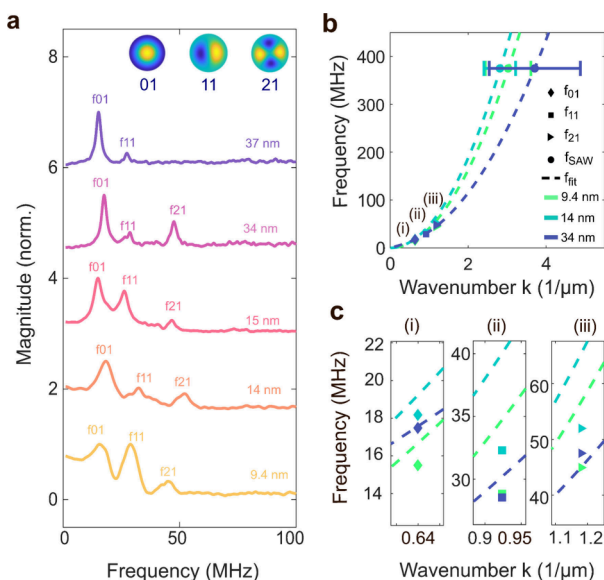 a
8
01
11
21
6
4
2
0
Magnitude (norm.)
f01
f11
37 nm
f01
f11
f21
34 nm
f01
f11
f21
15 nm
f01
f11
f21
14 nm
f01
f11
f21
9.4 nm
0
50
100
Frequency (MHz)
b
400
300
200
100
0
Frequency (MHz)
(i)
(ii)
(iii)
f01
f11
f21
fSAW
ffit
9.4 nm
14 nm
34 nm
0
2
4
Wavenumber k (1/µm)
c
(i)
(ii)
(iii)
22
20
18
16
14
Frequency (MHz)
0.64
40
35
30
28
0.9
0.95
60
50
40
1.1
1.2
Wavenumber k (1/µm)